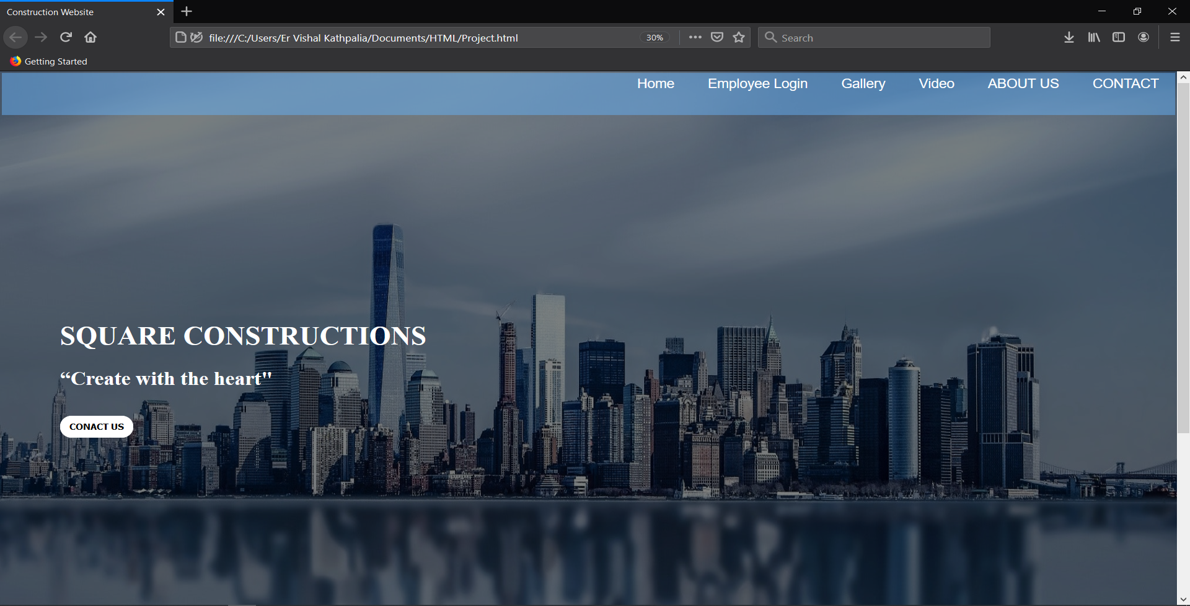 Construction Website
file:///C:/Users/Er Vishal Kathpalia/Documents/HTML/Project.html 30% Search
Getting Started
Home Employee Login Gallery Video ABOUT US CONTACT
SQUARE CONSTRUCTIONS
“Create with the heart"
CONACT US